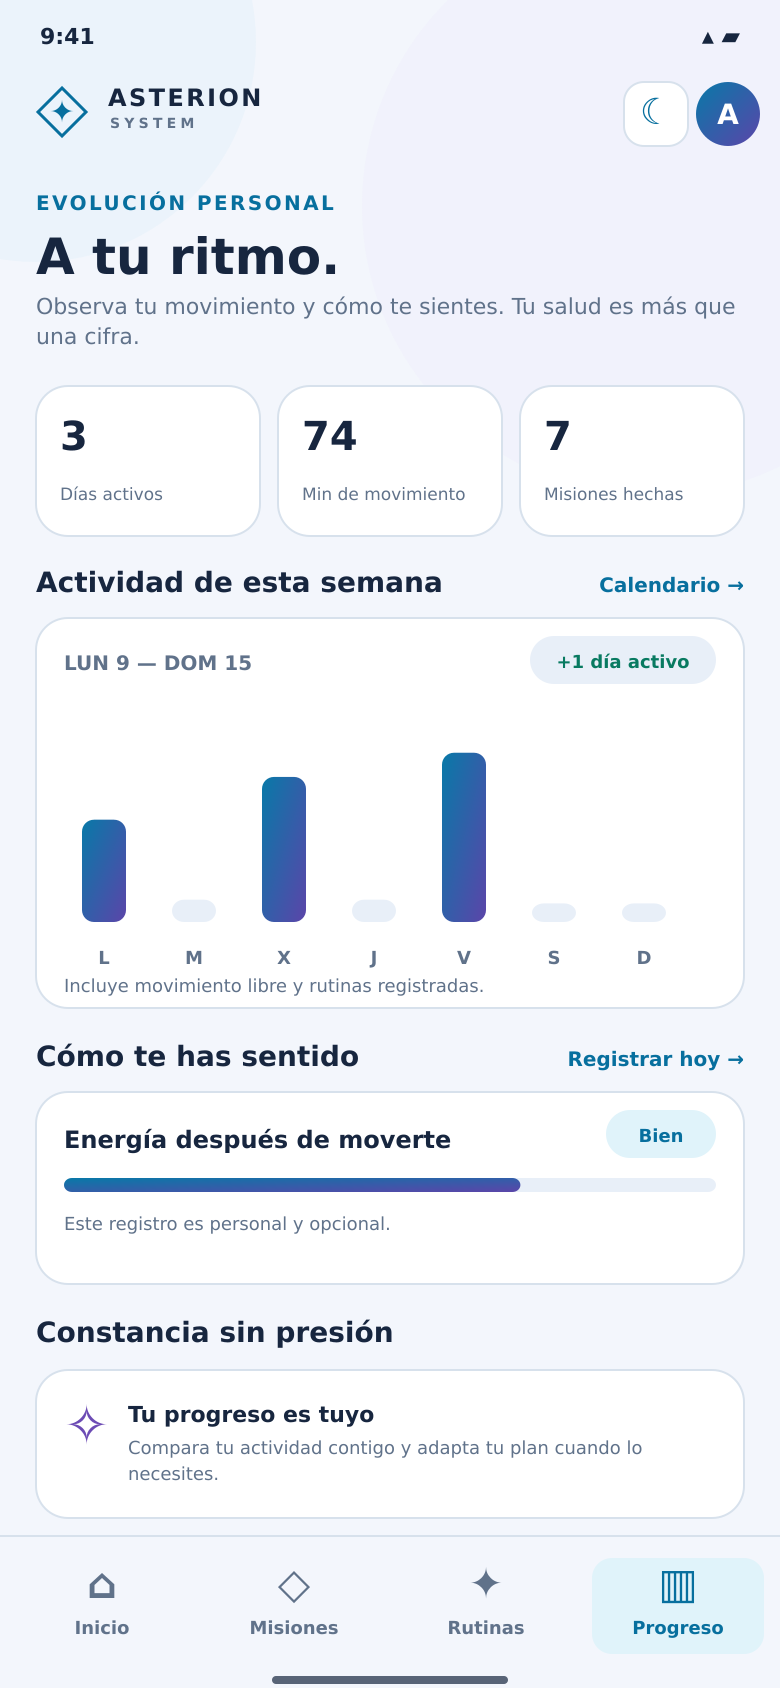 9:41
ASTERION
SYSTEM
A
EVOLUCIÓN PERSONAL
A tu ritmo.
Observa tu movimiento y cómo te sientes. Tu salud es más que
una cifra.
3
Días activos
74
Min de movimiento
7
Misiones hechas
Actividad de esta semana
Calendario →
LUN 9 — DOM 15
+1 día activo
L M X J V S D
Incluye movimiento libre y rutinas registradas.
Cómo te has sentido
Registrar hoy →
Energía después de moverte
Bien
Este registro es personal y opcional.
Constancia sin presión
Tu progreso es tuyo
Compara tu actividad contigo y adapta tu plan cuando lo
necesites.
Inicio
Misiones
Rutinas
Progreso